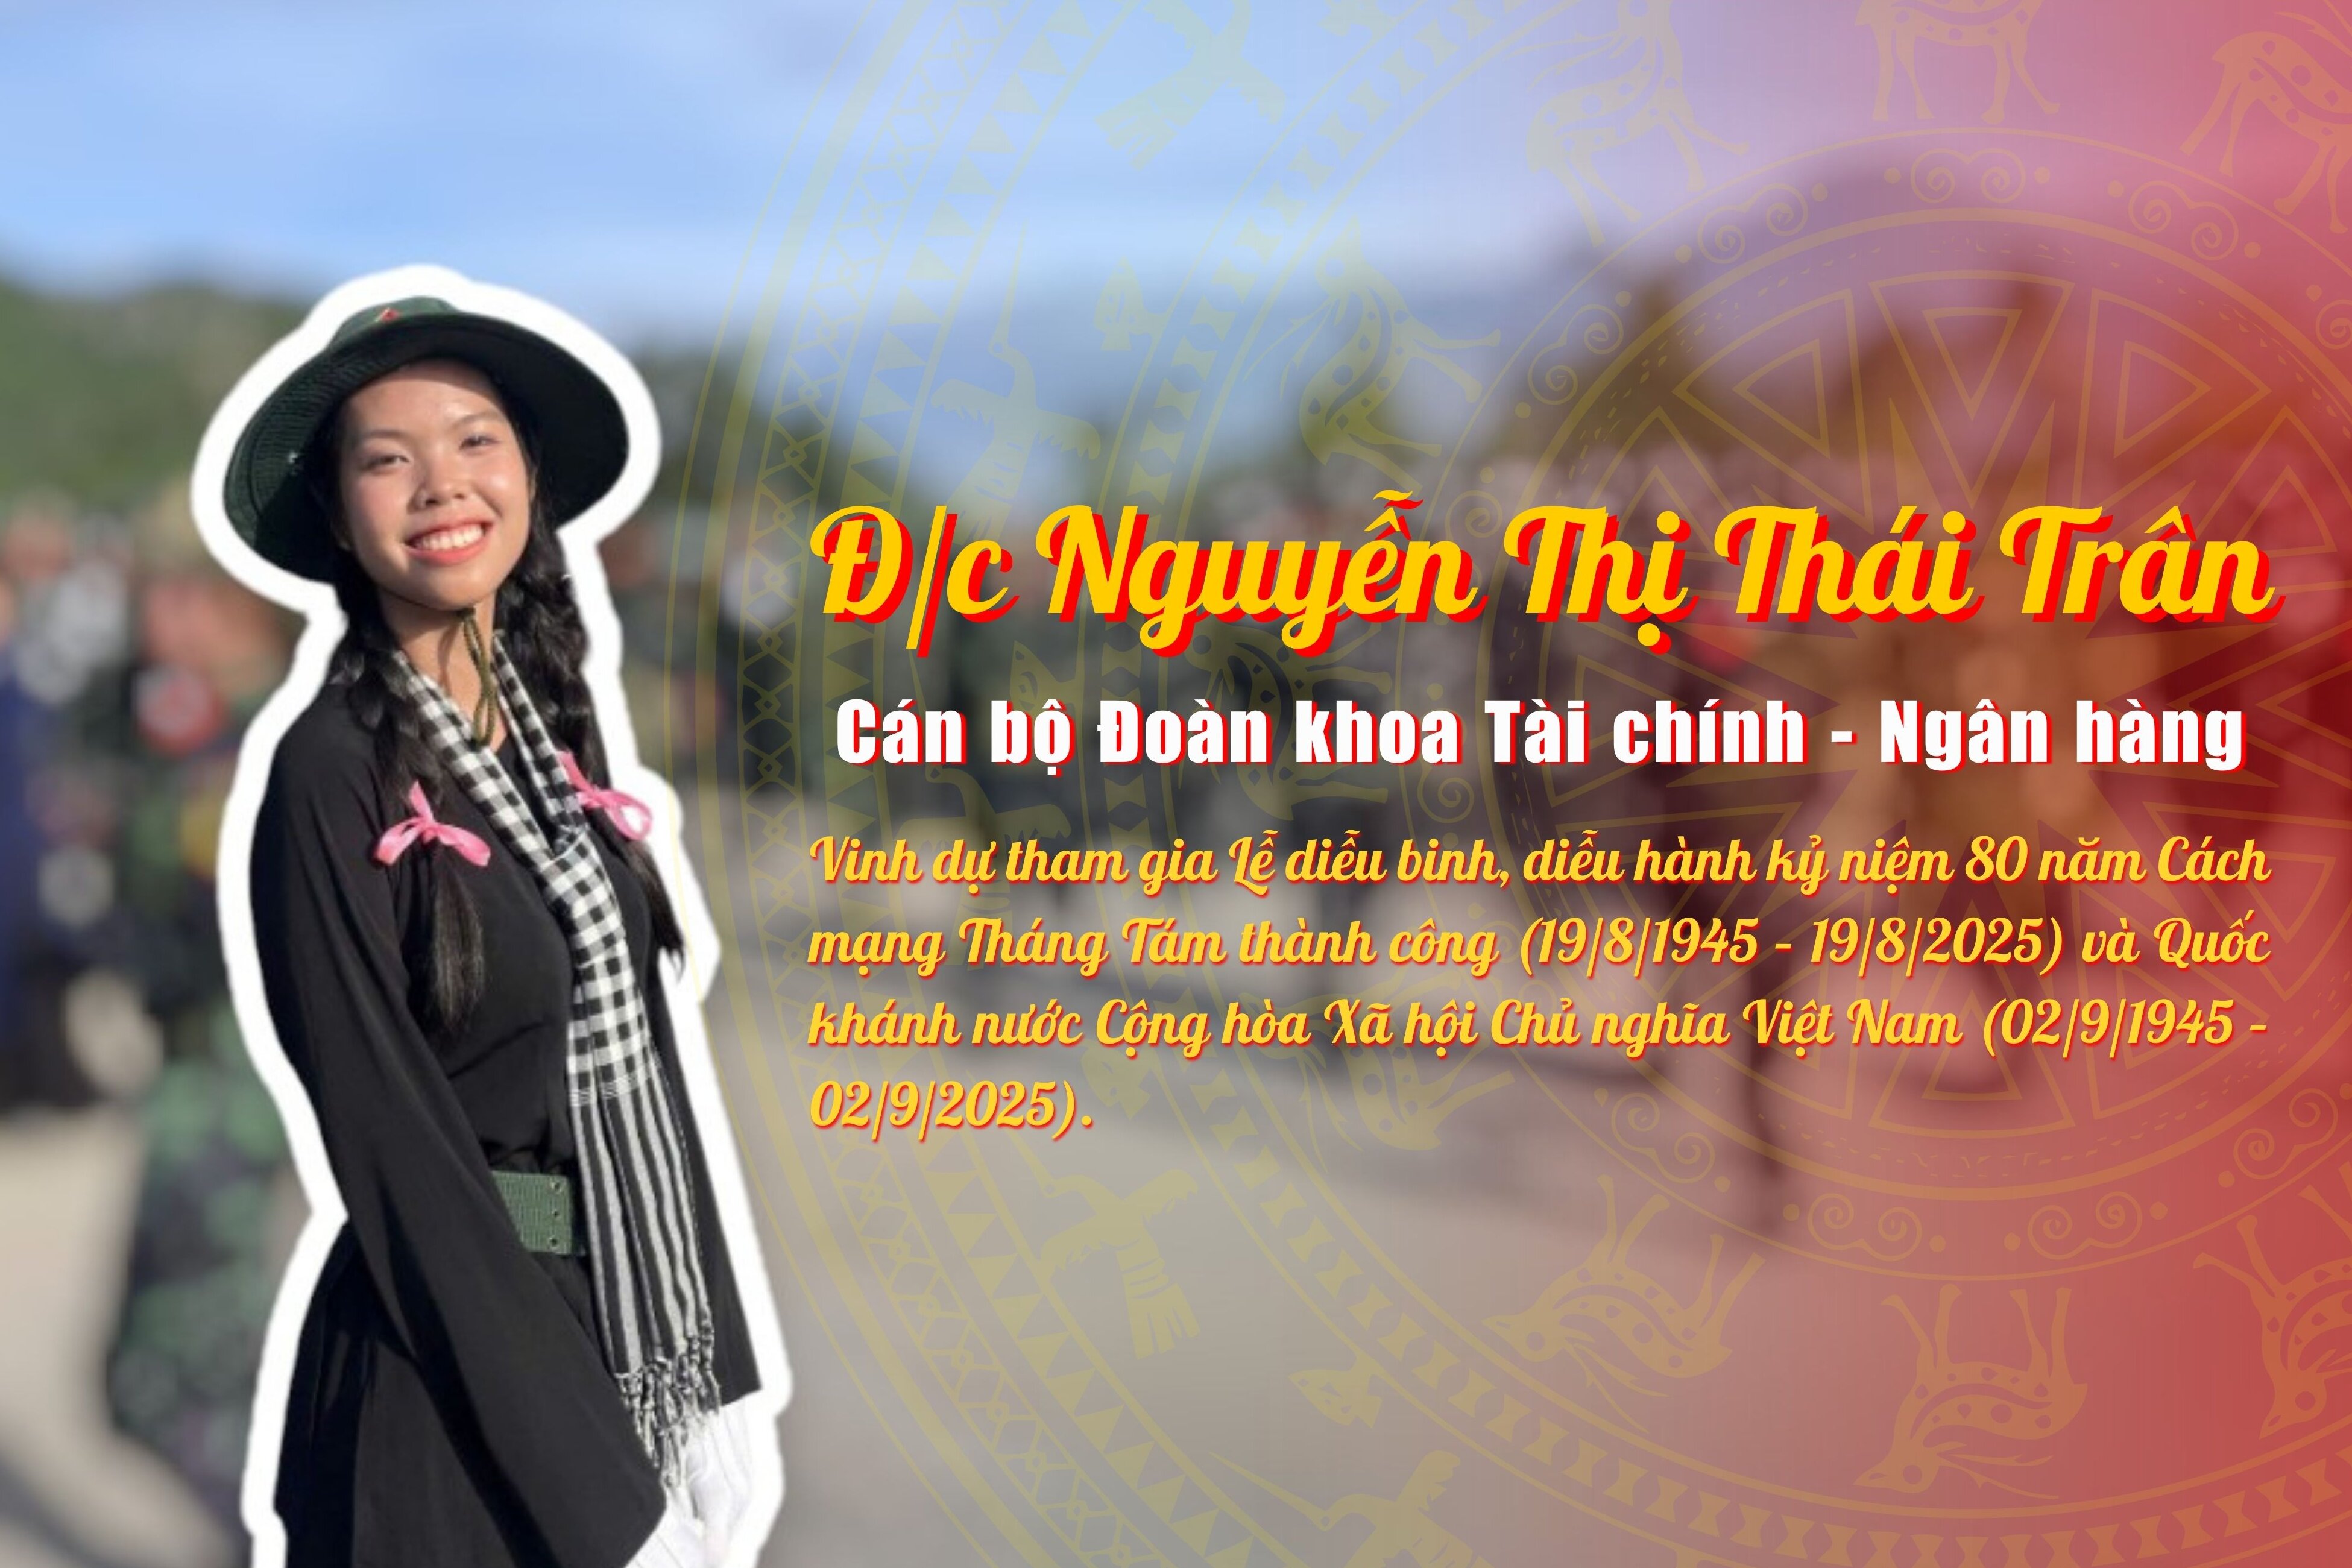 Đ/c Nguyễn Thị Thái Trân
Cán bộ Đoàn khoa Tài chính - Ngân hàng
Vinh dự tham gia Lễ diễu binh, diễu hành kỷ niệm 80 năm Cách
mạng Tháng Tám thành công (19/8/1945 - 19/8/2025) và Quốc
khánh nước Cộng hòa Xã hội Chủ nghĩa Việt Nam (02/9/1945 -
02/9/2025).